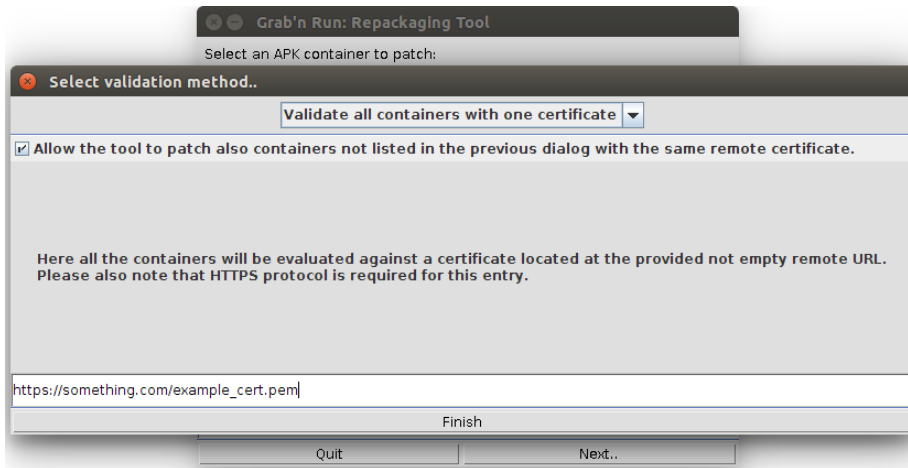 Grab'n Run: Repackaging Tool
Select an APK container to patch:
Select validation method..
Validate all containers with one certificate
Allow the tool to patch also containers not listed in the previous dialog with the same remote certificate.
Here all the containers will be evaluated against a certificate located at the provided not empty remote URL.
Please also note that HTTPS protocol is required for this entry.
https://something.com/example_cert.pem
Finish
Quit
Next..